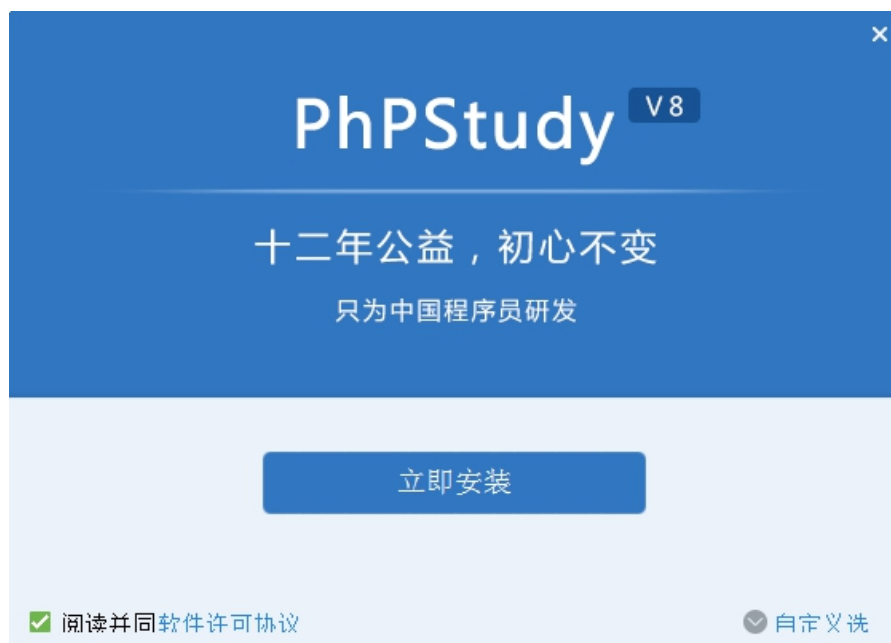 PhPStudy V8
十二年公益，初心不变
只为中国程序员研发
立即安装
阅读并同软件许可协议
自定义选